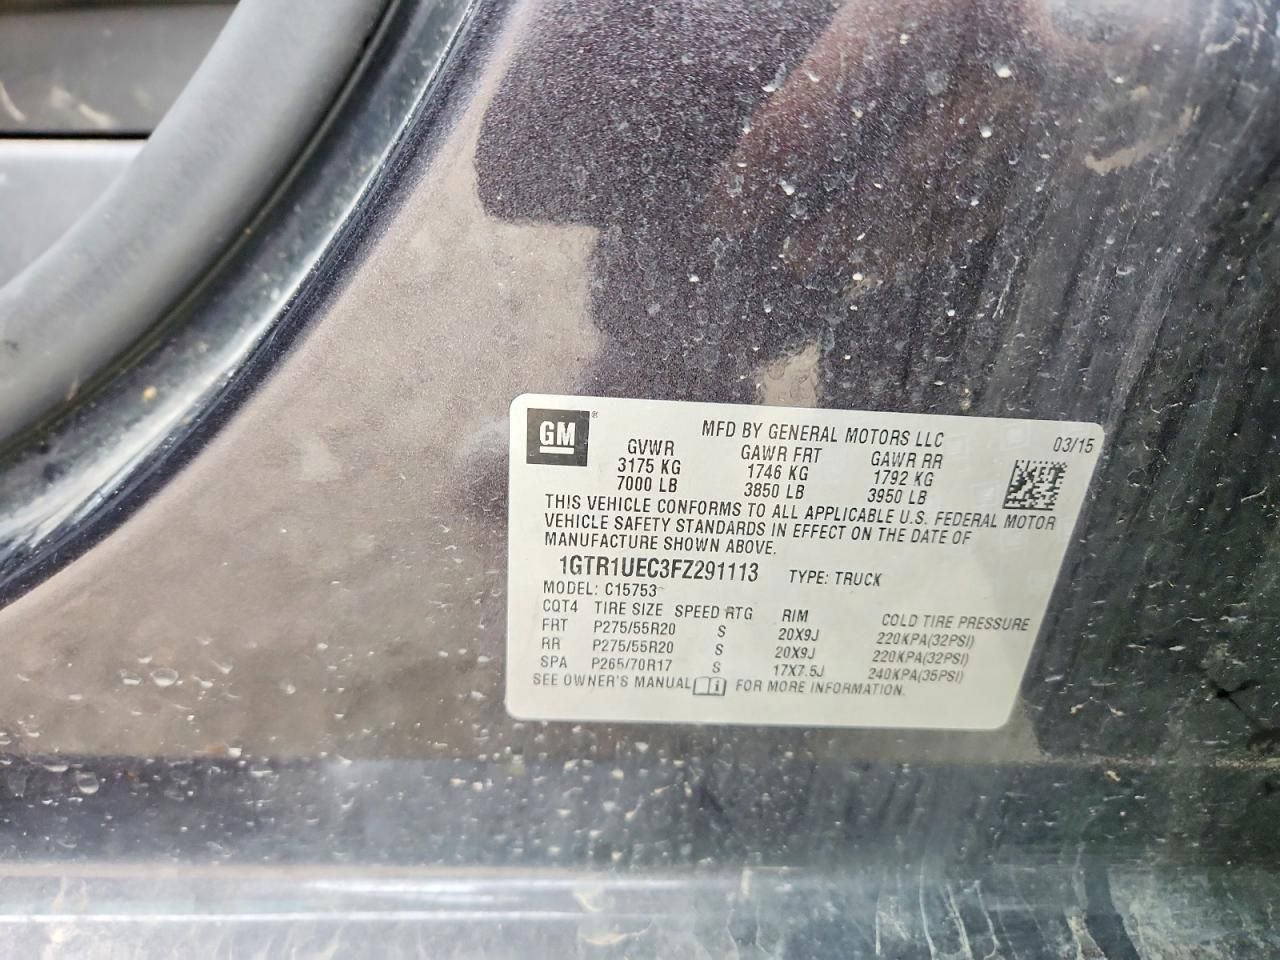 GM® MFD BY GENERAL MOTORS LLC 03/15
GVWR GAWR FRT GAWR RR
3175 KG 1746 KG 1792 KG
7000 LB 3850 LB 3950 LB
THIS VEHICLE CONFORMS TO ALL APPLICABLE U.S. FEDERAL MOTOR
VEHICLE SAFETY STANDARDS IN EFFECT ON THE DATE OF
MANUFACTURE SHOWN ABOVE.
1GTR1UEC3FZ291113 TYPE: TRUCK
MODEL: C15753
CQT4 TIRE SIZE SPEED RTG RIM COLD TIRE PRESSURE
FRT P275/55R20 S 20X9J 220KPA(32PSI)
RR P275/55R20 S 20X9J 220KPA(32PSI)
SPA P265/70R17 S 17X7.5J 240KPA(35PSI)
SEE OWNER'S MANUAL i FOR MORE INFORMATION.